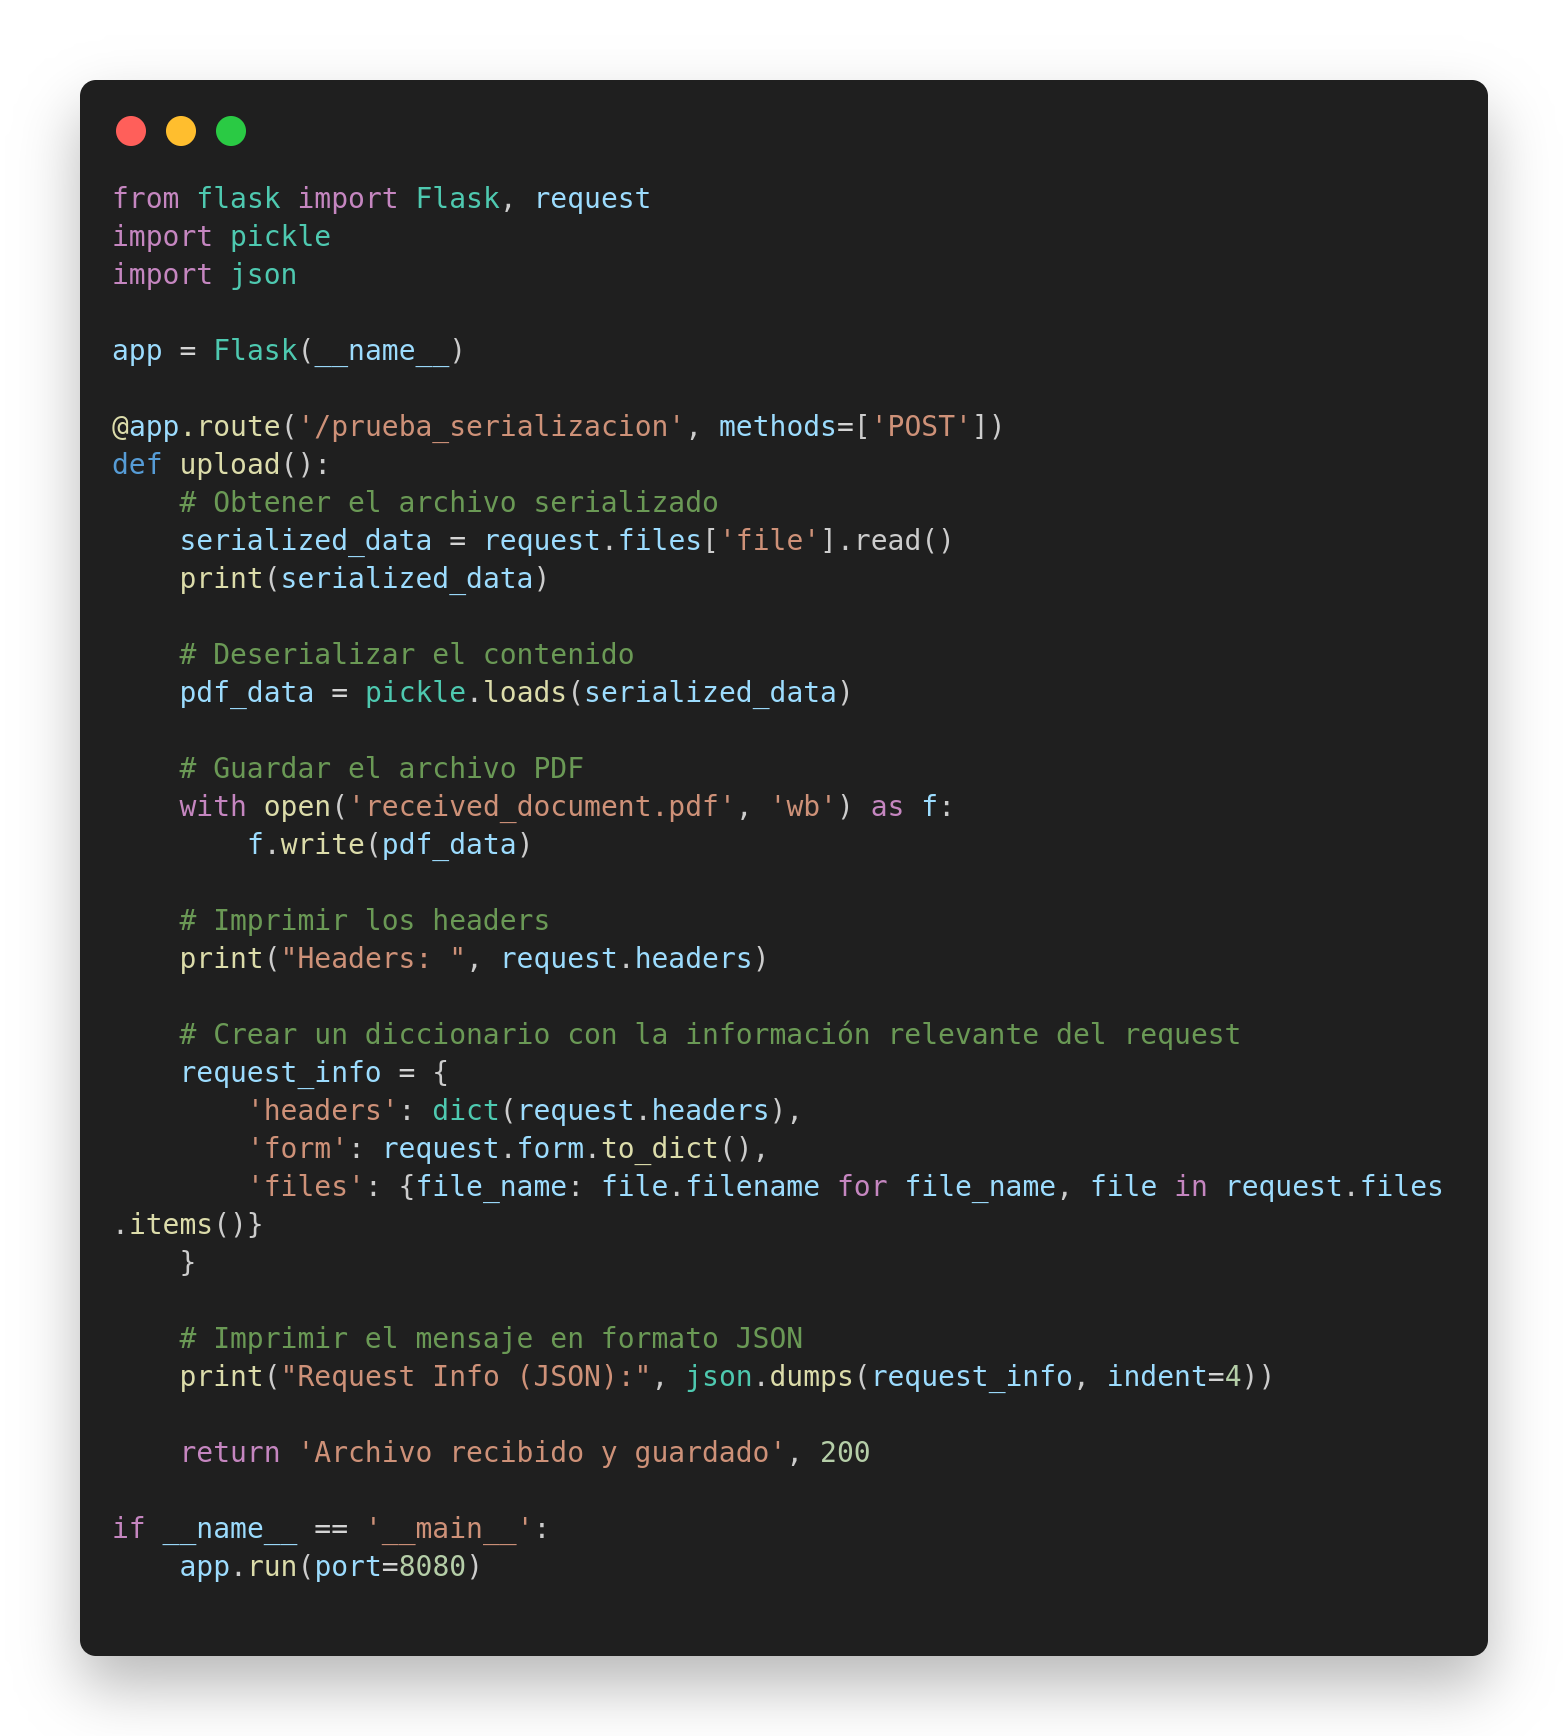 from flask import Flask, request
import pickle
import json

app = Flask(__name__)

@app.route('/prueba_serializacion', methods=['POST'])
def upload():
    # Obtener el archivo serializado
    serialized_data = request.files['file'].read()
    print(serialized_data)

    # Deserializar el contenido
    pdf_data = pickle.loads(serialized_data)

    # Guardar el archivo PDF
    with open('received_document.pdf', 'wb') as f:
        f.write(pdf_data)

    # Imprimir los headers
    print("Headers: ", request.headers)

    # Crear un diccionario con la información relevante del request
    request_info = {
        'headers': dict(request.headers),
        'form': request.form.to_dict(),
        'files': {file_name: file.filename for file_name, file in request.files
.items()}
    }

    # Imprimir el mensaje en formato JSON
    print("Request Info (JSON):", json.dumps(request_info, indent=4))

    return 'Archivo recibido y guardado', 200

if __name__ == '__main__':
    app.run(port=8080)